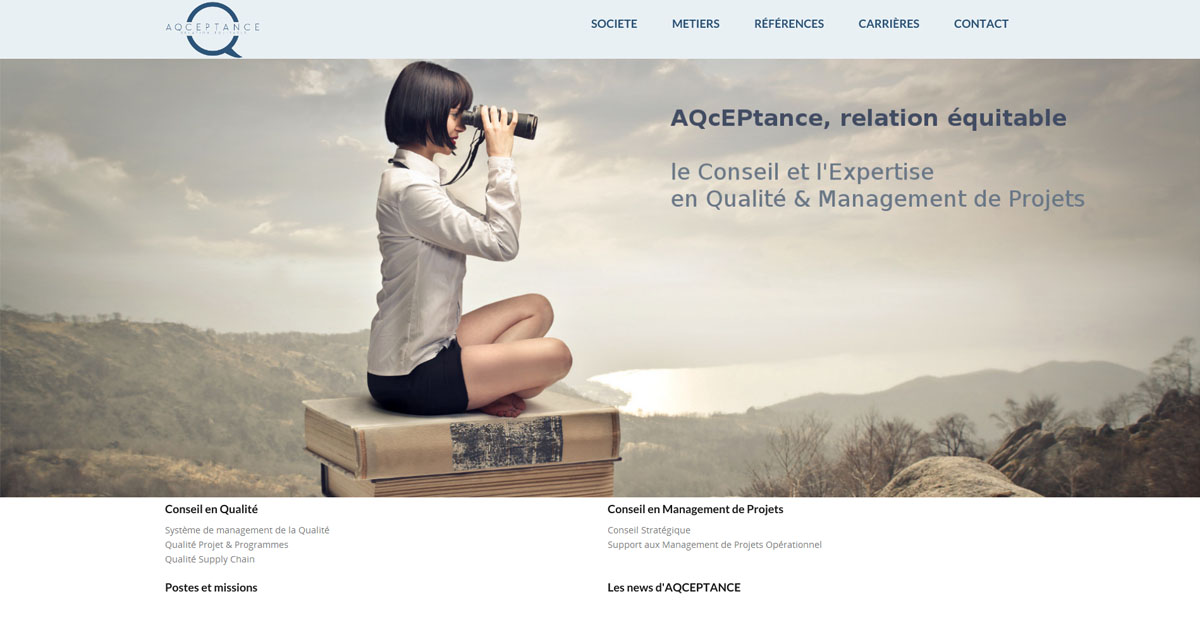 AQCEPTANCE
SOCIETE
METIERS
RÉFÉRENCES
CARRIÈRES
CONTACT
AQcEPtance, relation équitable
le Conseil et l'Expertise
en Qualité & Management de Projets
Conseil en Qualité
Système de management de la Qualité
Qualité Projet & Programmes
Qualité Supply Chain
Conseil en Management de Projets
Conseil Stratégique
Support aux Management de Projets Opérationnel
Postes et missions
Les news d'AQCEPTANCE